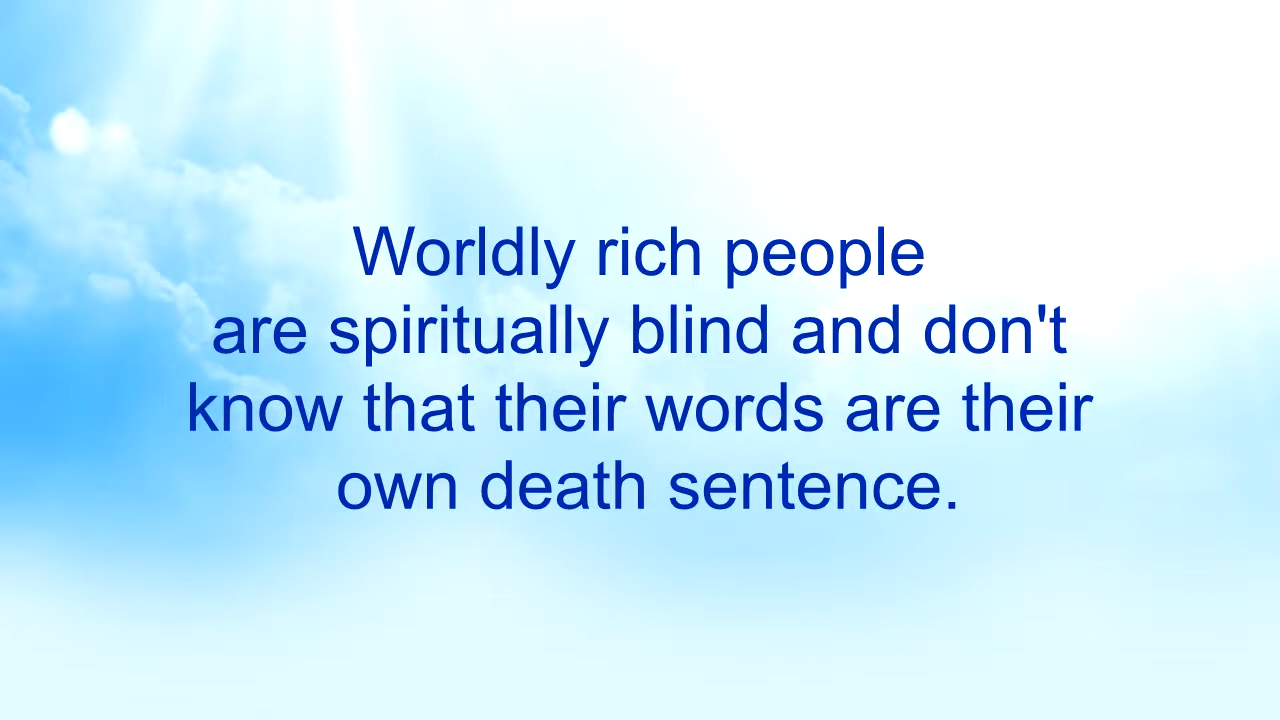 Worldly rich people
are spiritually blind and don't
know that their words are their
own death sentence.